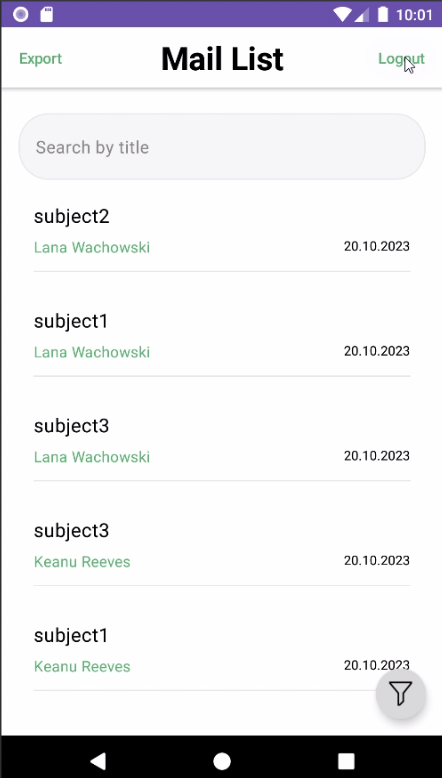 10:01
Export Mail List Logout
Search by title
subject2
Lana Wachowski 20.10.2023
subject1
Lana Wachowski 20.10.2023
subject3
Lana Wachowski 20.10.2023
subject3
Keanu Reeves 20.10.2023
subject1
Keanu Reeves 20.10.2023